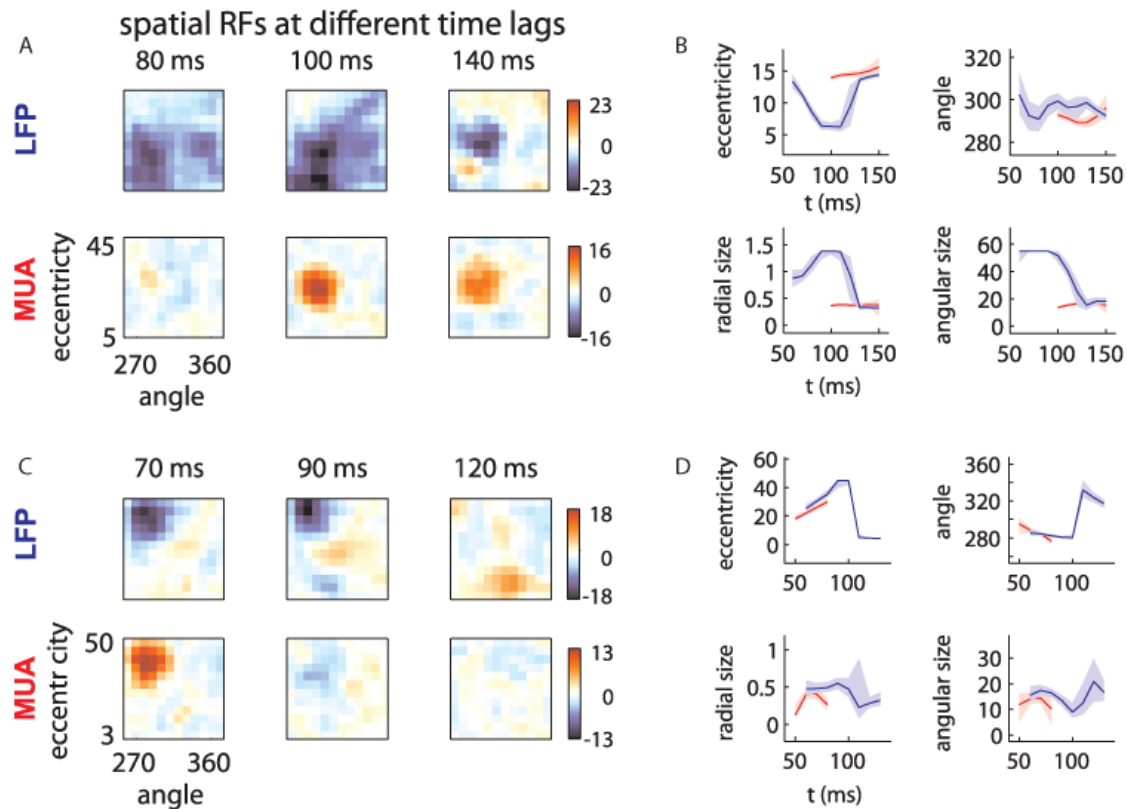 spatial RFs at different time lags
A
80 ms 100 ms 140 ms
LFP
23
0
-23
MUA
eccentricty
45
5
16
0
-16
270 360
angle
B
eccentricity
15
10
5
50 100 150
t (ms)
angle
320
300
280
50 100 150
radial size
1.5
1
0.5
0
50 100 150
t (ms)
angular size
60
40
20
0
50 100 150
C
70 ms 90 ms 120 ms
LFP
18
0
-18
MUA
eccentr city
50
3
13
0
-13
270 360
angle
D
eccentricity
60
40
20
0
50 100
angle
360
320
280
50 100
radial size
1
0.5
0
50 100
t (ms)
angular size
30
20
10
0
50 100